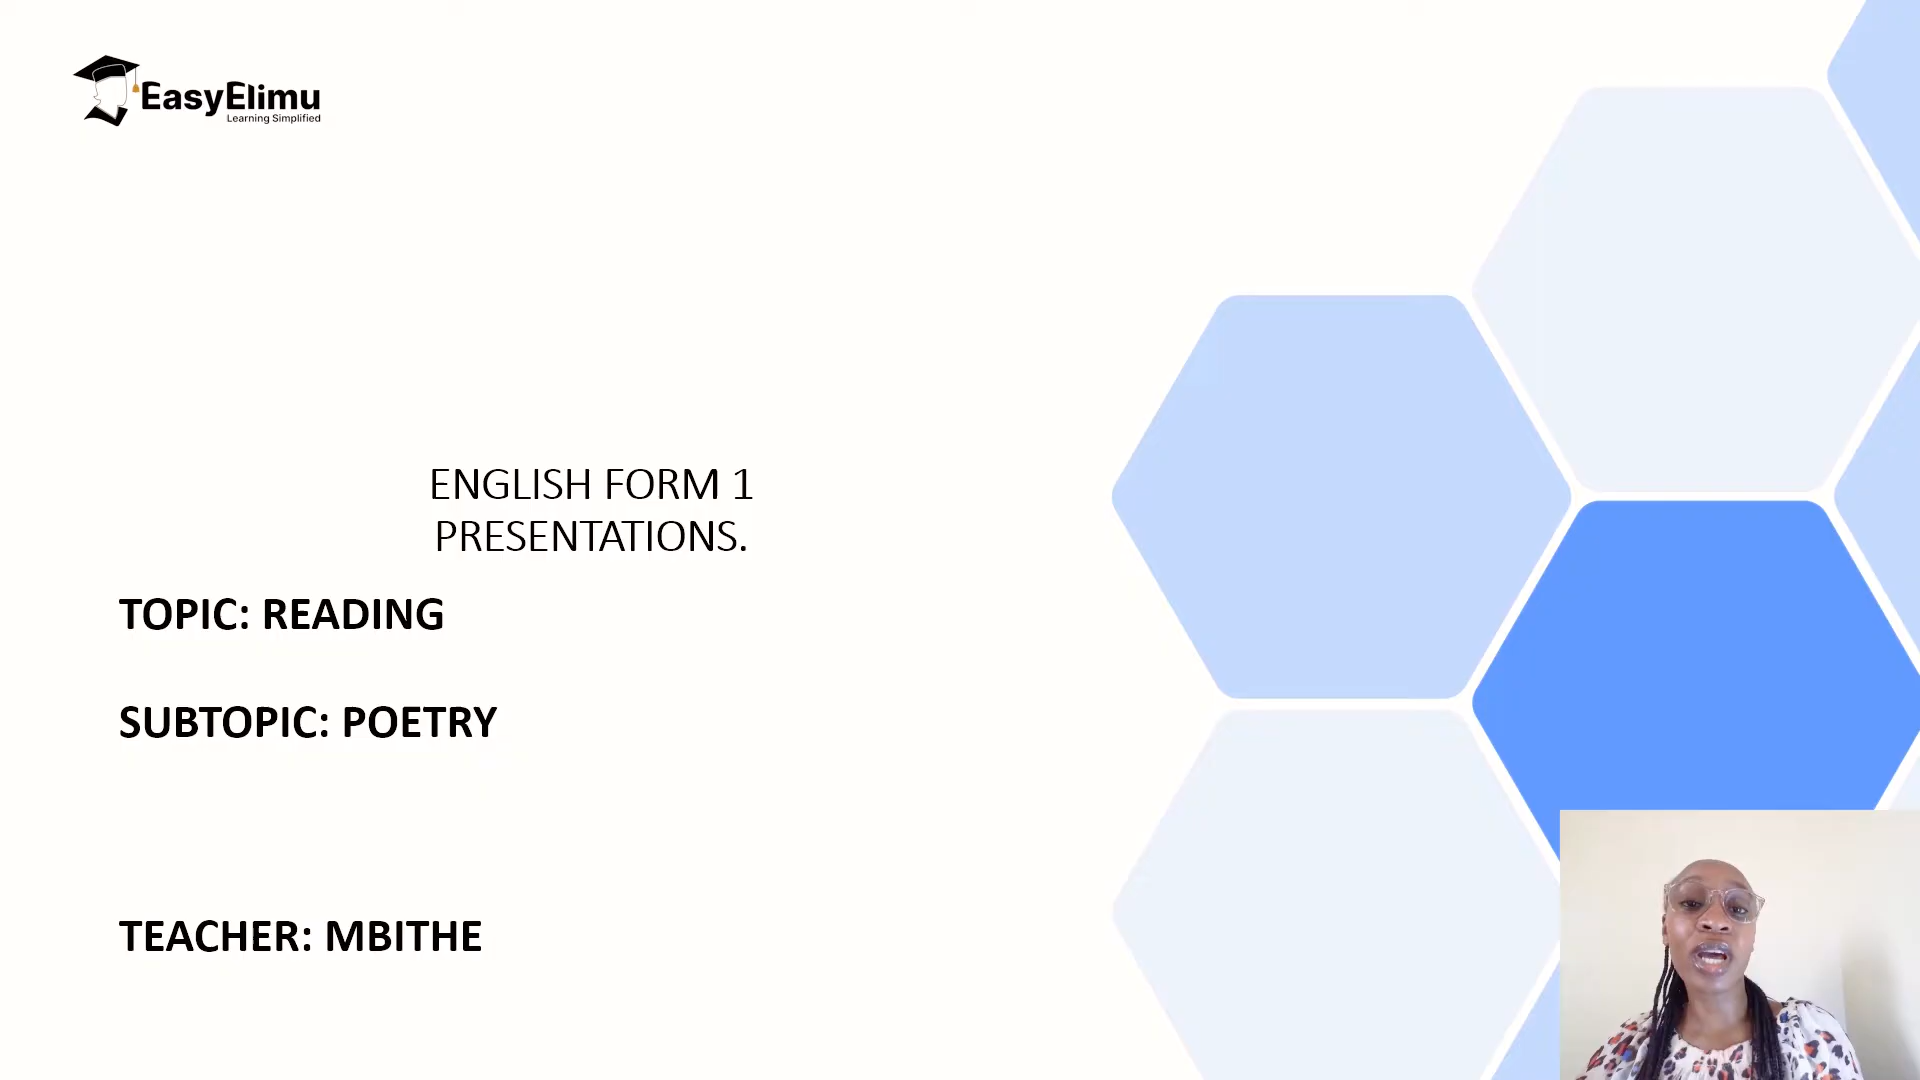 EasyElimu
Learning Simplified
ENGLISH FORM 1
PRESENTATIONS.
TOPIC: READING
SUBTOPIC: POETRY
TEACHER: MBITHE